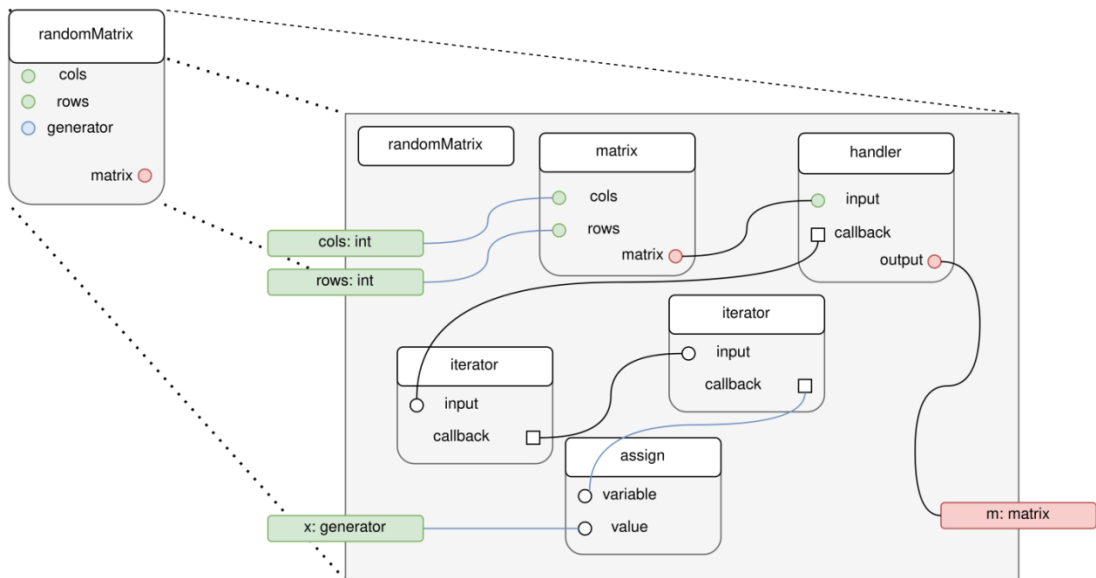 randomMatrix
cols
rows
generator
matrix
randomMatrix
matrix
cols
rows
matrix
handler
input
callback
output
cols: int
rows: int
iterator
input
callback
iterator
input
callback
assign
variable
value
x: generator
m: matrix